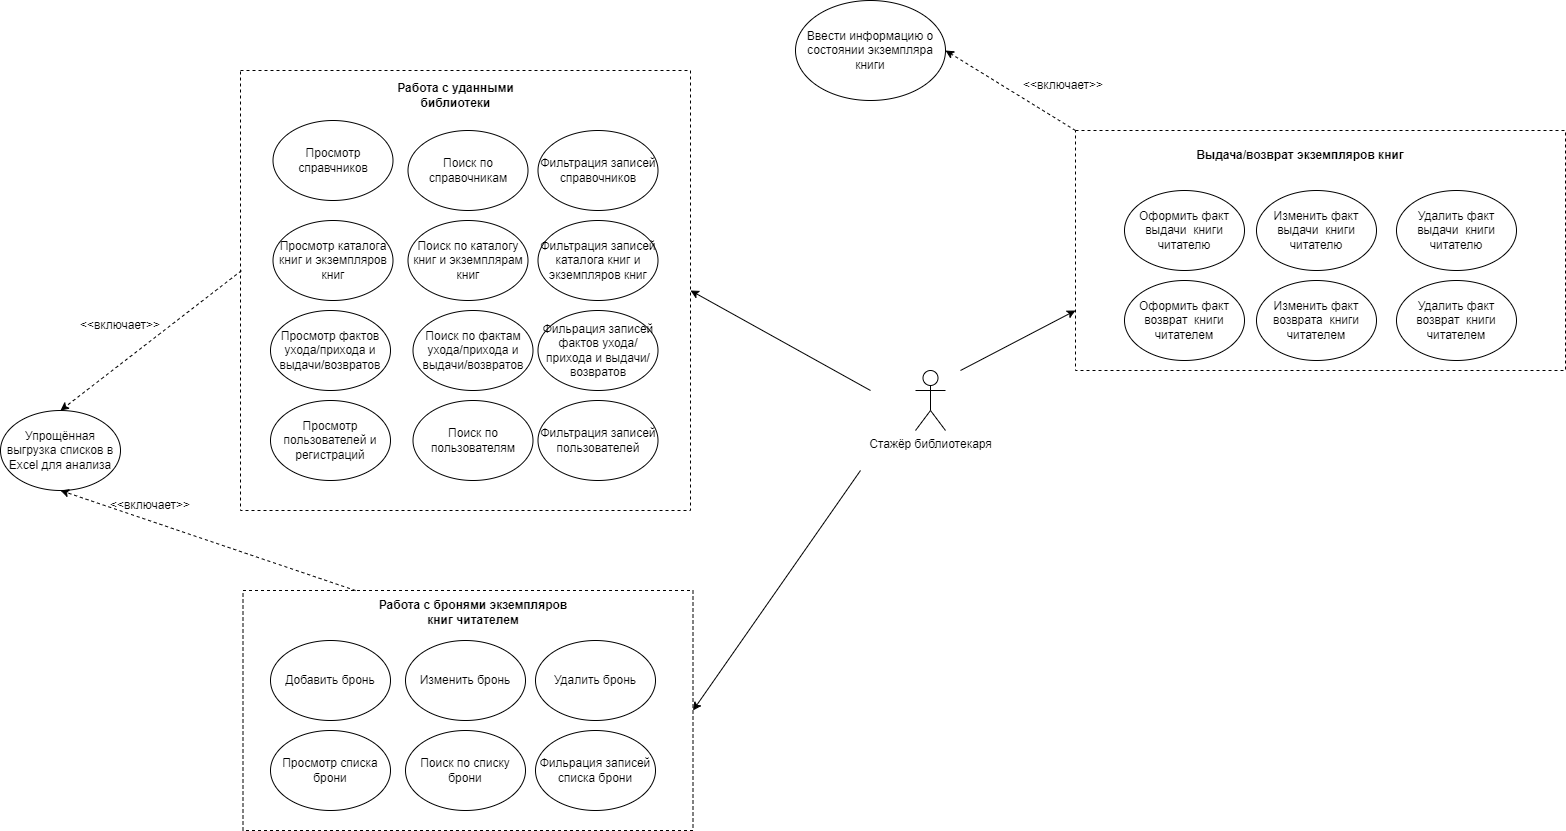 Ввести информацию о
состоянии экземпляра
книги
<<включает>>
Работа с уданными
библиотеки
Просмотр
справчников
Поиск по
справочникам
Фильтрация записей
справочников
Просмотр каталога
книг и экземпляров
книг
Поиск по каталогу
книг и экземплярам
книг
Фильтрация записей
каталога книг и
экземпляров книг
Просмотр фактов
ухода/прихода и
выдачи/возвратов
Поиск по фактам
ухода/прихода и
выдачи/возвратов
Фильрация записей
фактов ухода/
прихода и выдачи/
возвратов
Просмотр
пользователей и
регистраций
Поиск по
пользователям
Фильтрация записей
пользователей
Выдача/возврат экземпляров книг
Оформить факт
выдачи книги
читателю
Изменить факт
выдачи книги
читателю
Удалить факт
выдачи книги
читателю
Оформить факт
возврат книги
читателем
Изменить факт
возврата книги
читателем
Удалить факт
возврат книги
читателем
<<включает>>
Упрощённая
выгрузка списков в
Excel для анализа
<<включает>>
Стажёр библиотекаря
Работа с бронями экземпляров
книг читателем
Добавить бронь
Изменить бронь
Удалить бронь
Просмотр списка
брони
Поиск по списку
брони
Фильрация записей
списка брони